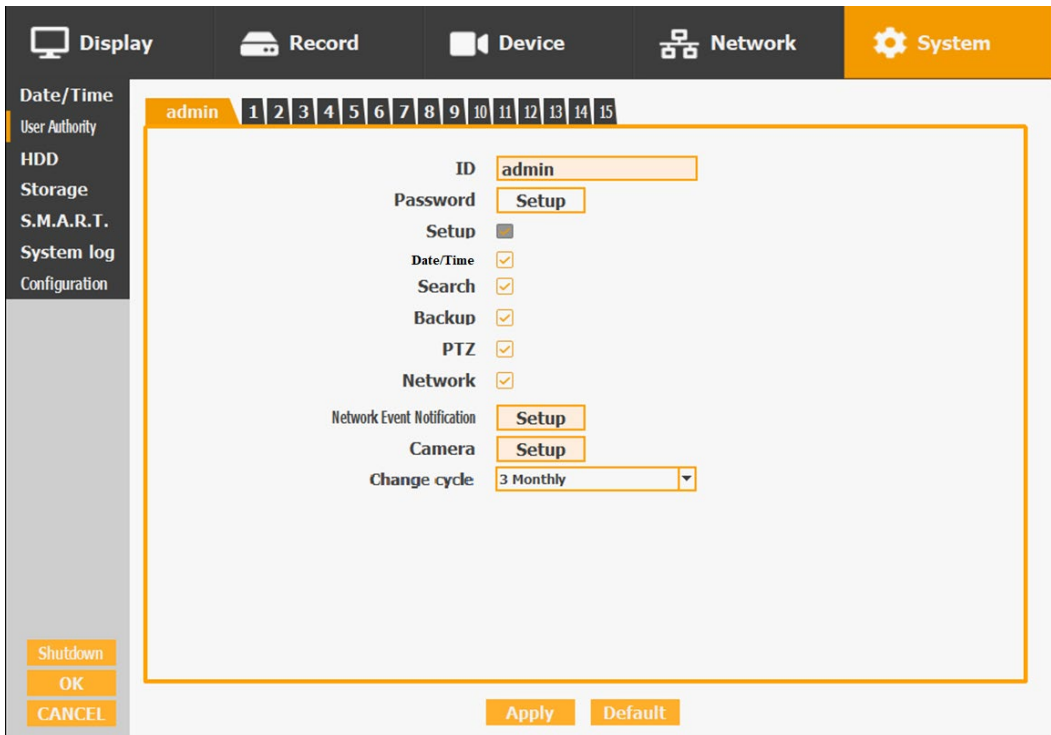 Display Record Device Network System
Date/Time
User Authority
HDD
Storage
S.M.A.R.T.
System log
Configuration
admin 1 2 3 4 5 6 7 8 9 10 11 12 13 14 15
ID admin
Password Setup
Setup
Date/Time
Search
Backup
PTZ
Network
Network Event Notification Setup
Camera Setup
Change cycle 3 Monthly
Shutdown
OK
CANCEL
Apply Default